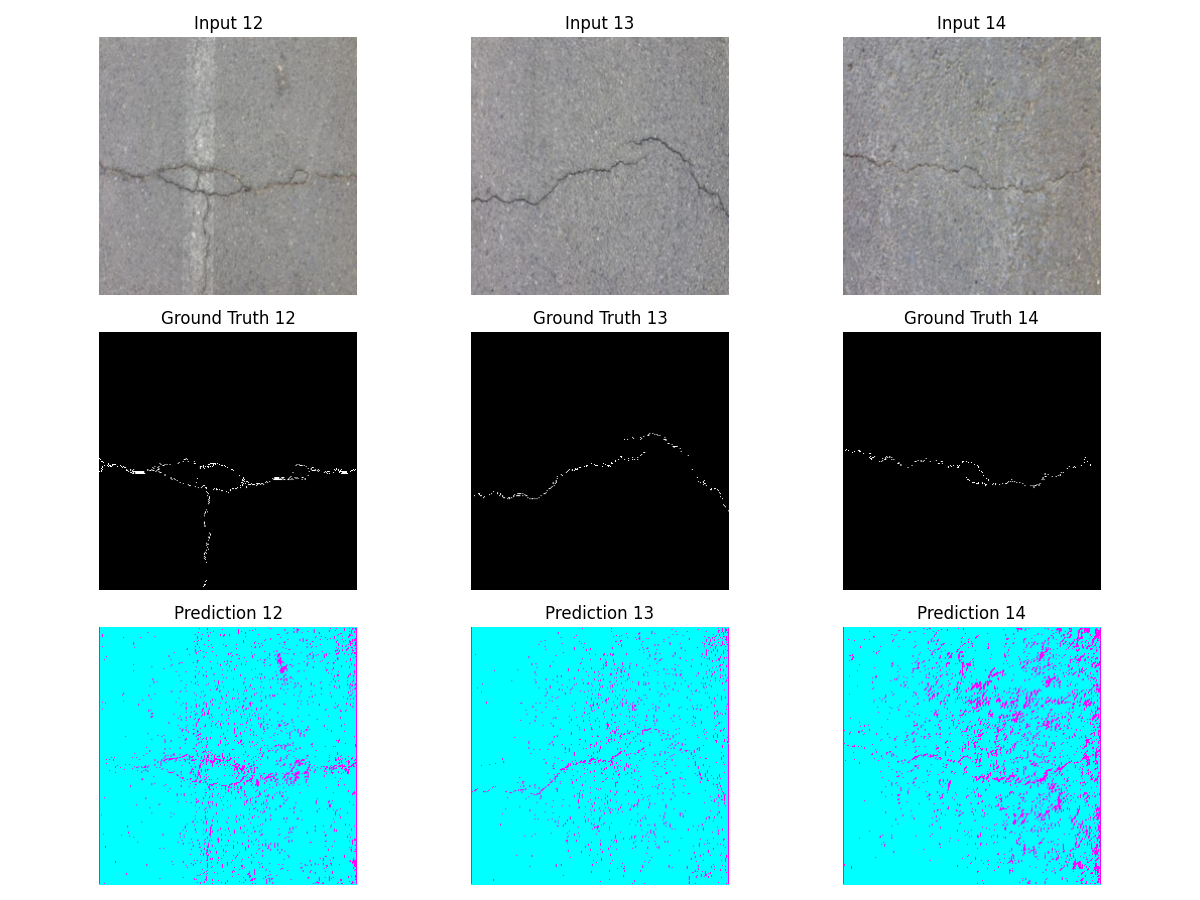 Input 12
Input 13
Input 14
Ground Truth 12
Ground Truth 13
Ground Truth 14
Prediction 12
Prediction 13
Prediction 14